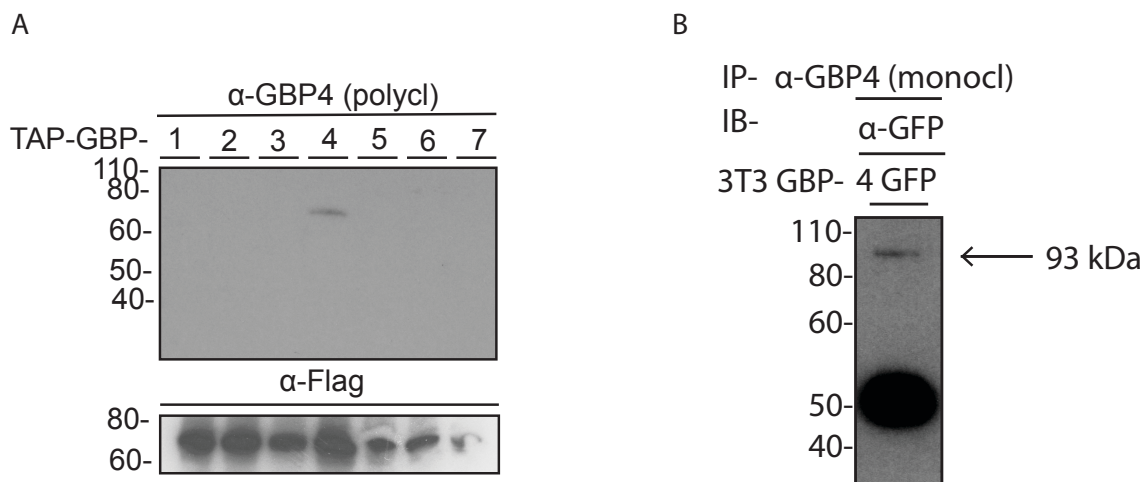 A
α-GBP4 (polycl)
TAP-GBP- 1 2 3 4 5 6 7
110-
80-
60-
50-
40-
α-Flag
80-
60-
B
IP- α-GBP4 (monocl)
IB- α-GFP
3T3 GBP- 4 GFP
110-
80-
60-
50-
40-
93 kDa